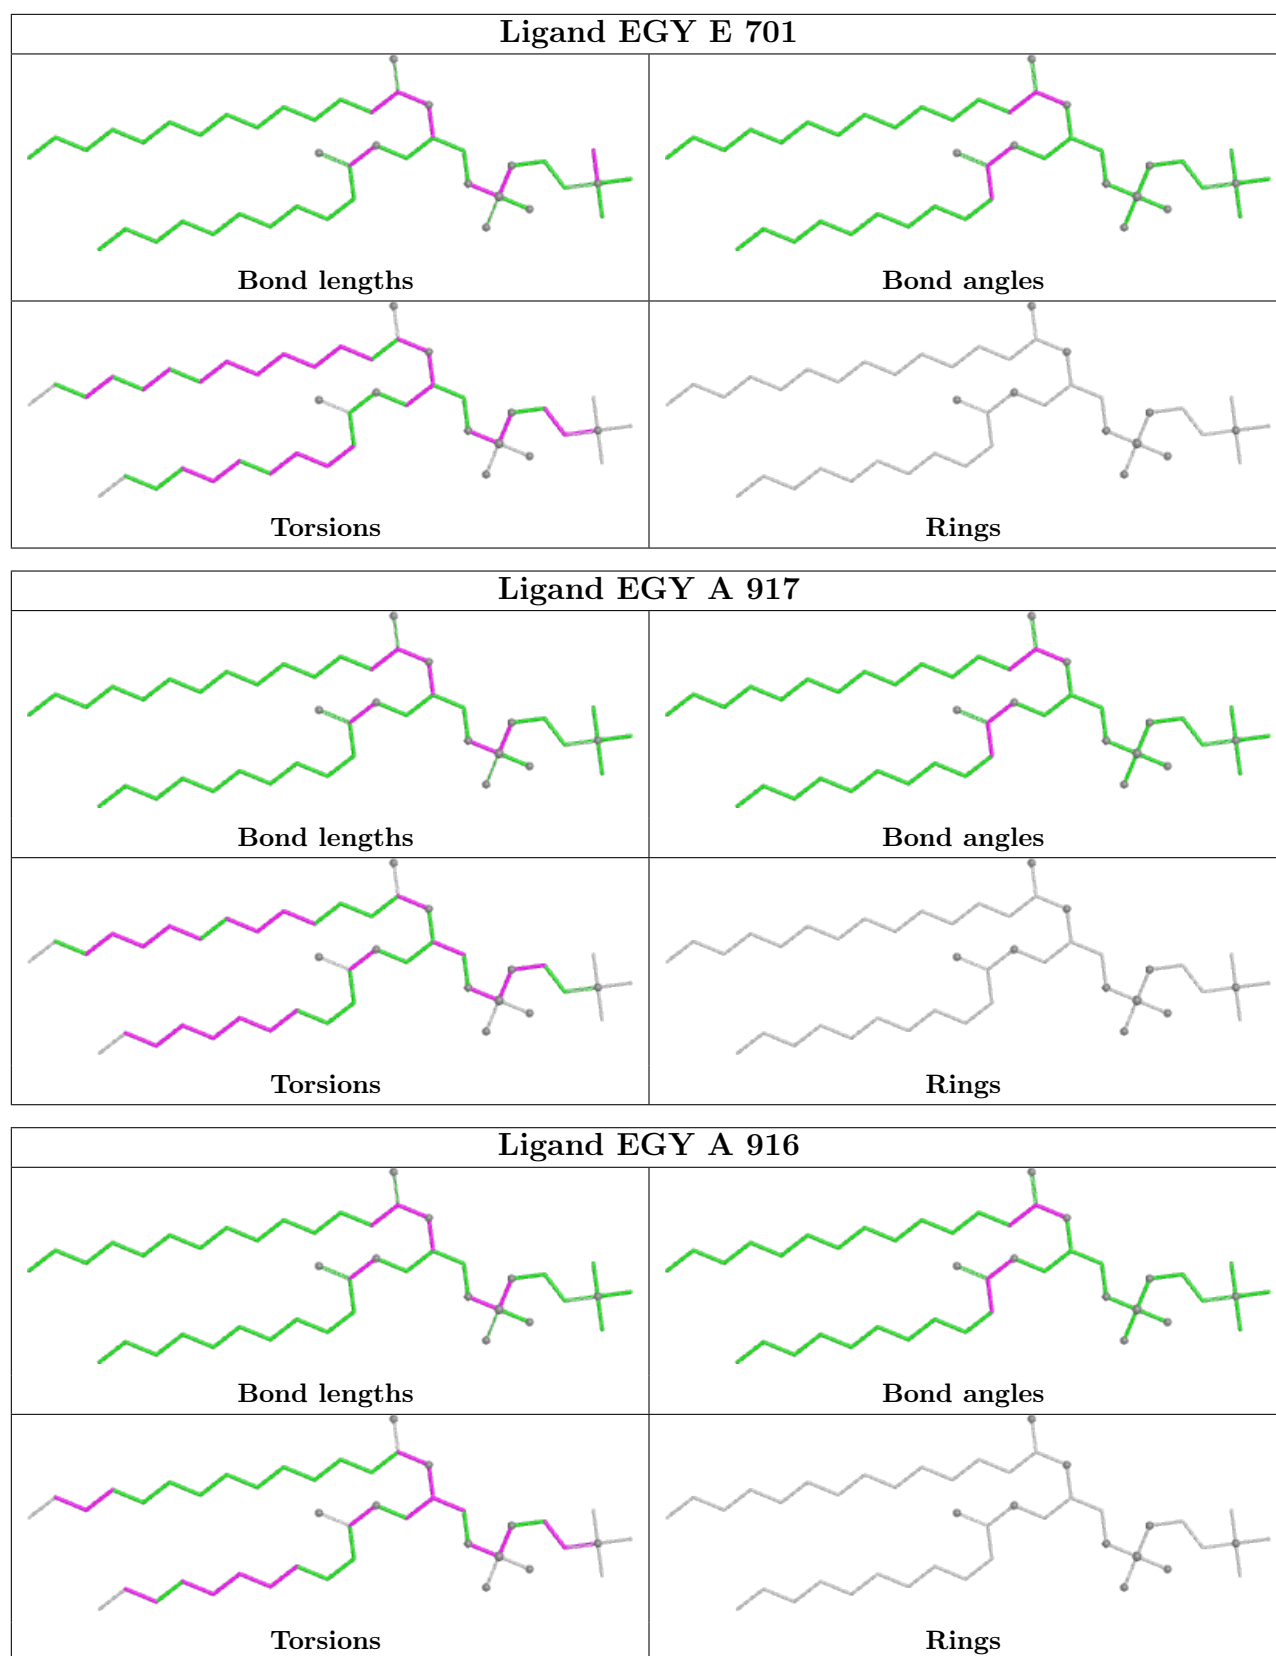 Ligand EGY E 701
Bond lengths
Bond angles
Torsions
Rings
Ligand EGY A 917
Bond lengths
Bond angles
Torsions
Rings
Ligand EGY A 916
Bond lengths
Bond angles
Torsions
Rings